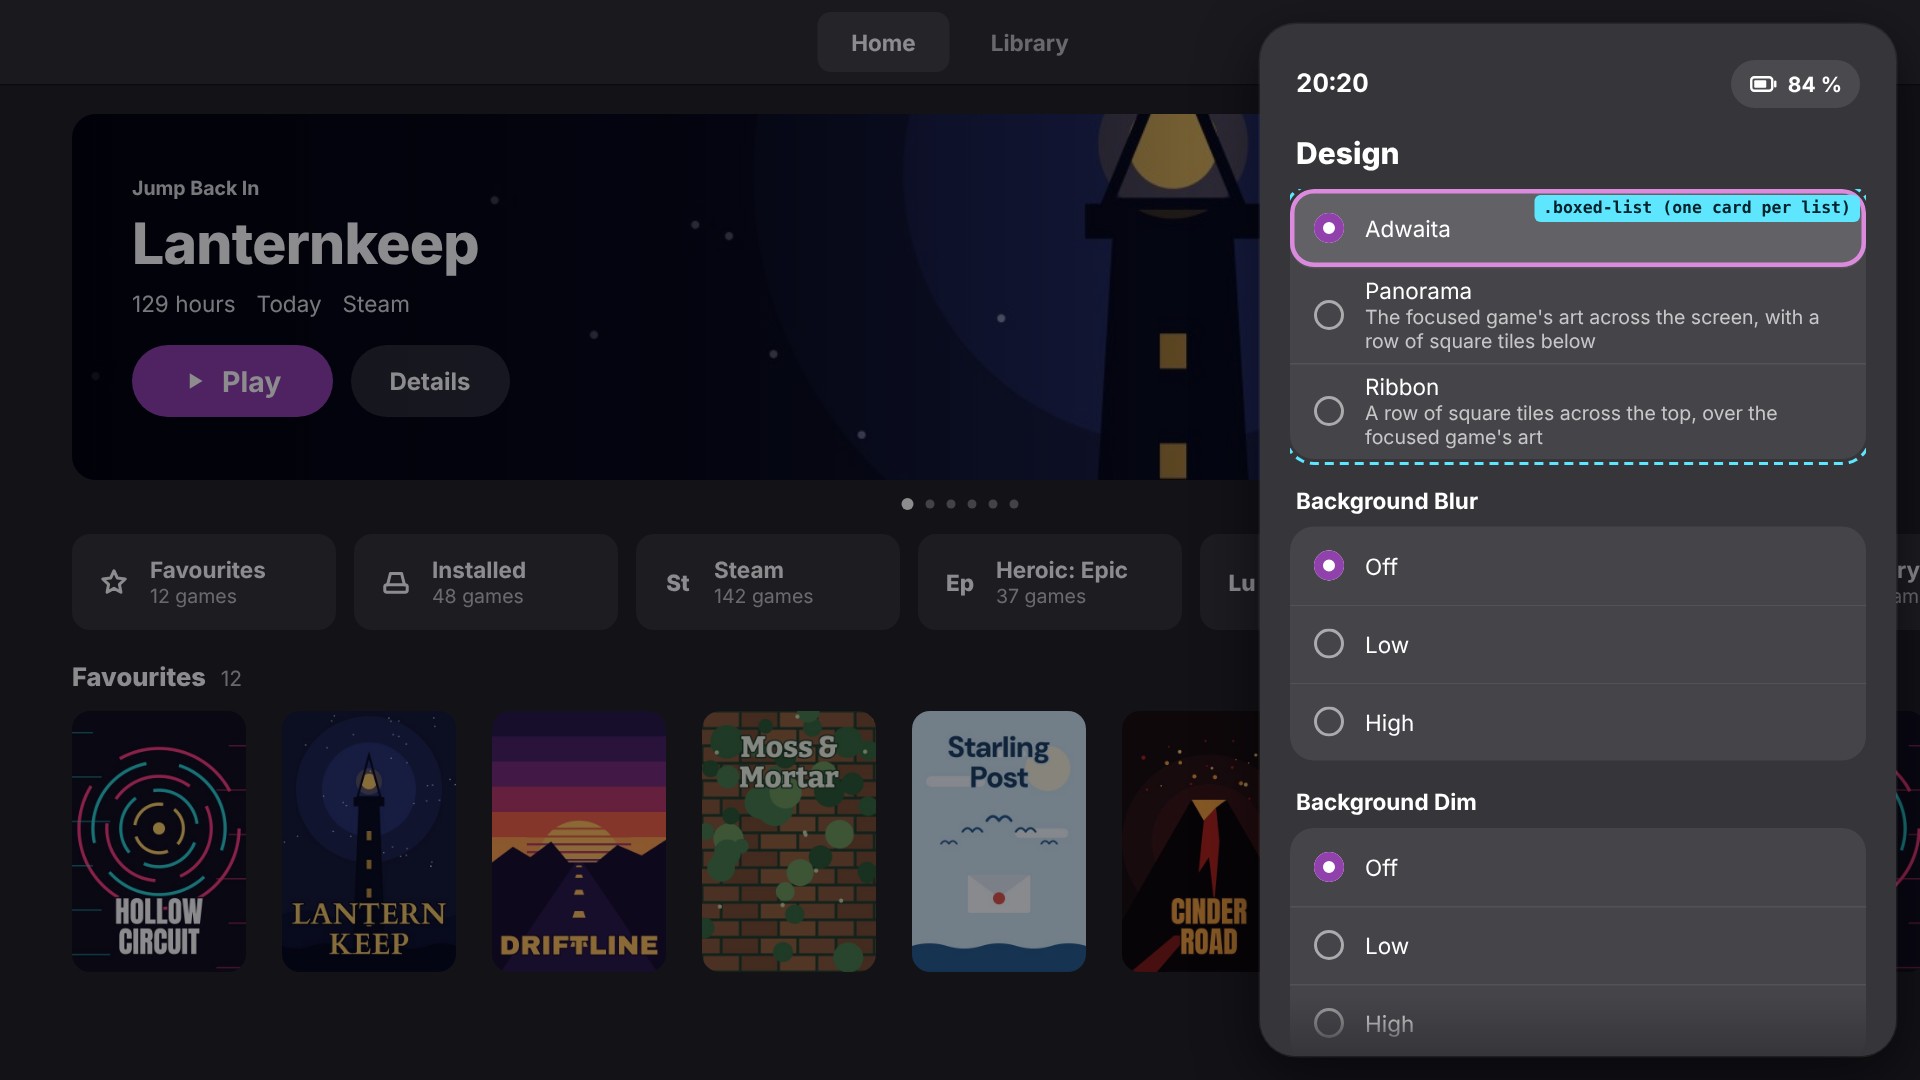 Home
Library
20:20
84 %
Design
.boxed-list (one card per list)
Adwaita
Panorama
The focused game's art across the screen, with a
row of square tiles below
Ribbon
A row of square tiles across the top, over the
focused game's art
Background Blur
Off
Low
High
Background Dim
Off
Low
High
Jump Back In
Lanternkeep
129 hours Today Steam
Play
Details
Favourites
12 games
Installed
48 games
St
Steam
142 games
Ep
Heroic: Epic
37 games
Lu
Favourites 12
HOLLOW
CIRCUIT
LANTERN
KEEP
DRIFTLINE
Moss &
Mortar
Starling
Post
CINDER
ROAD